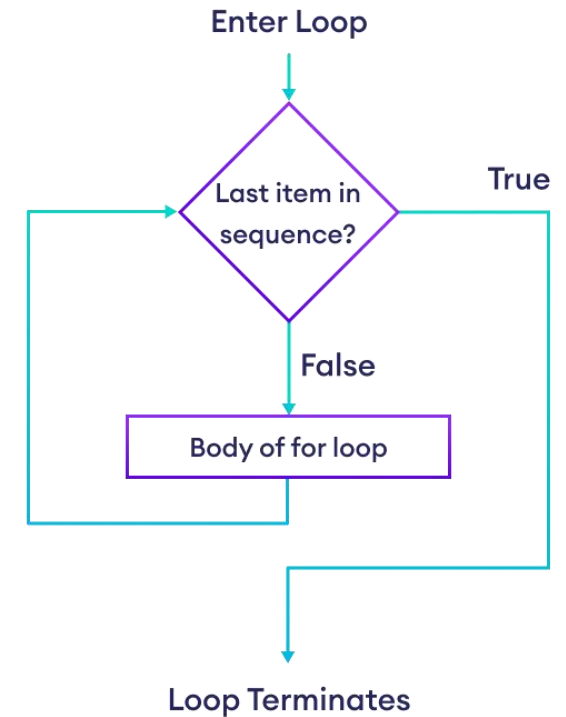 Enter Loop
Last item in
sequence?
True
False
Body of for loop
Loop Terminates